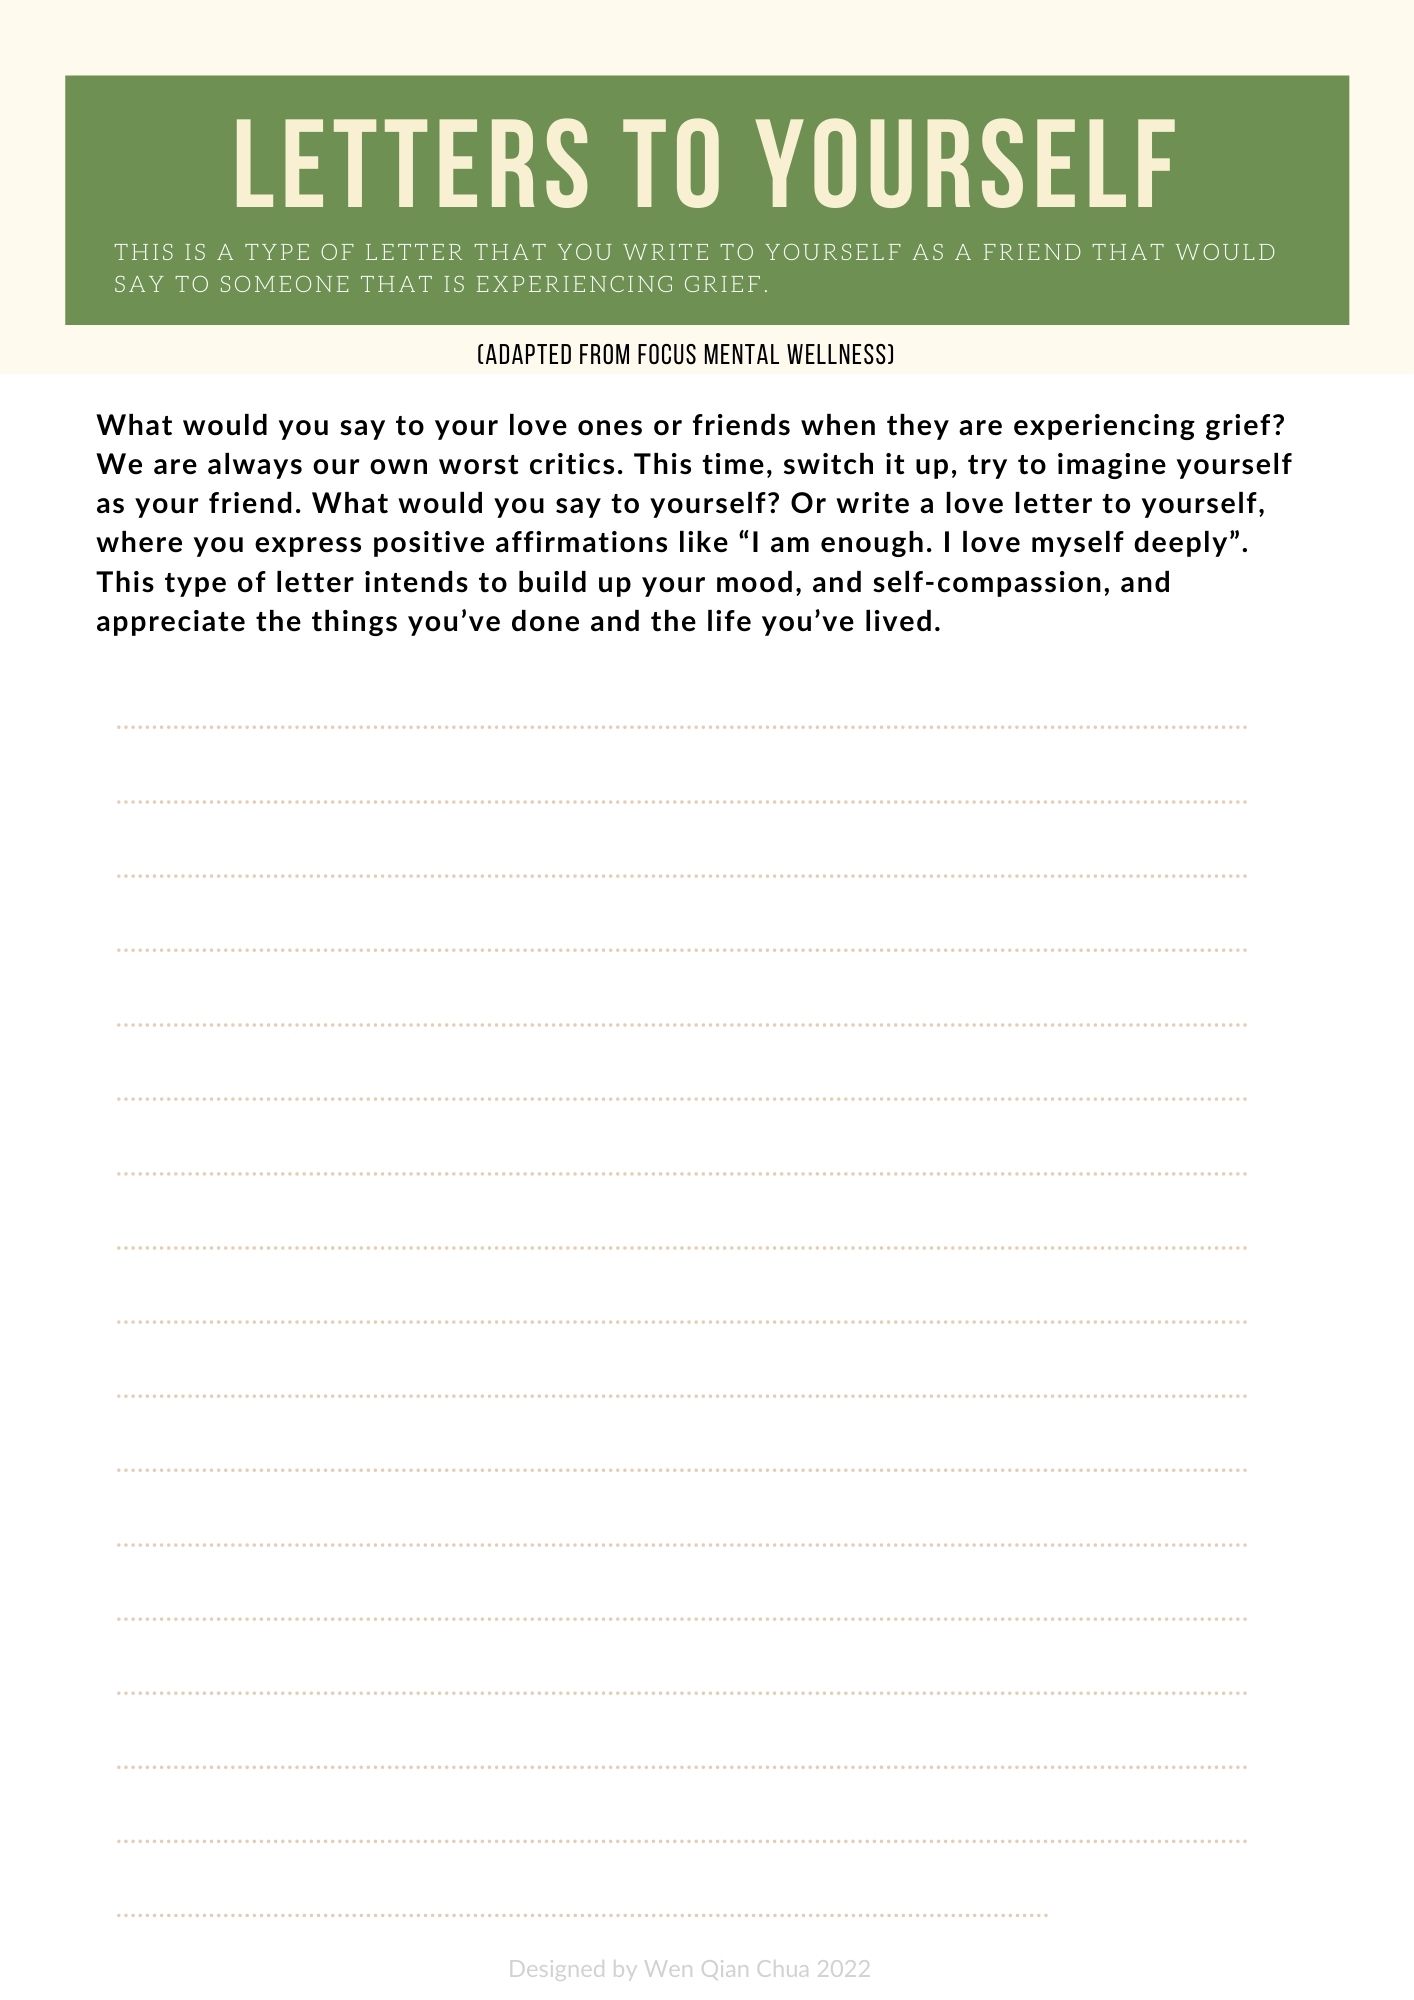 LETTERS TO YOURSELF
THIS IS A TYPE OF LETTER THAT YOU WRITE TO YOURSELF AS A FRIEND THAT WOULD
SAY TO SOMEONE THAT IS EXPERIENCING GRIEF.
(ADAPTED FROM FOCUS MENTAL WELLNESS)
What would you say to your love ones or friends when they are experiencing grief?
We are always our own worst critics. This time, switch it up, try to imagine yourself
as your friend. What would you say to yourself? Or write a love letter to yourself,
where you express positive affirmations like “I am enough. I love myself deeply”.
This type of letter intends to build up your mood, and self-compassion, and
appreciate the things you’ve done and the life you’ve lived.
Designed by Wen Qian Chua 2022